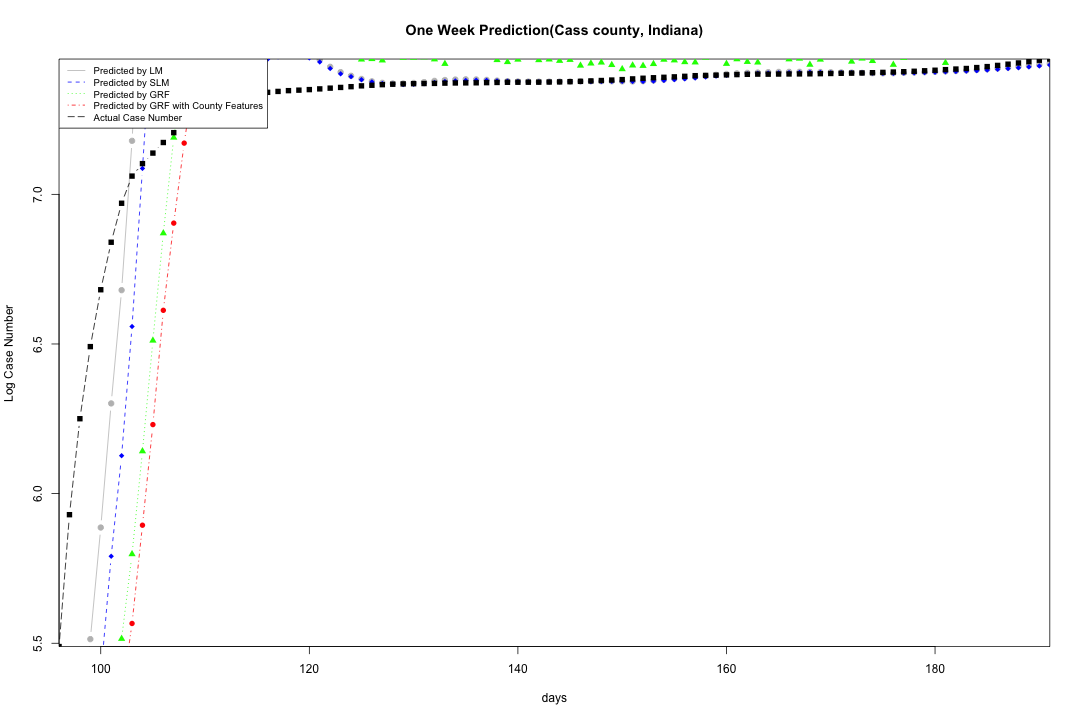 One Week Prediction(Cass county, Indiana)
Predicted by LM
Predicted by SLM
Predicted by GRF
Predicted by GRF with County Features
Actual Case Number
Log Case Number
7.0
6.5
6.0
5.5
100 120 140 160 180
days